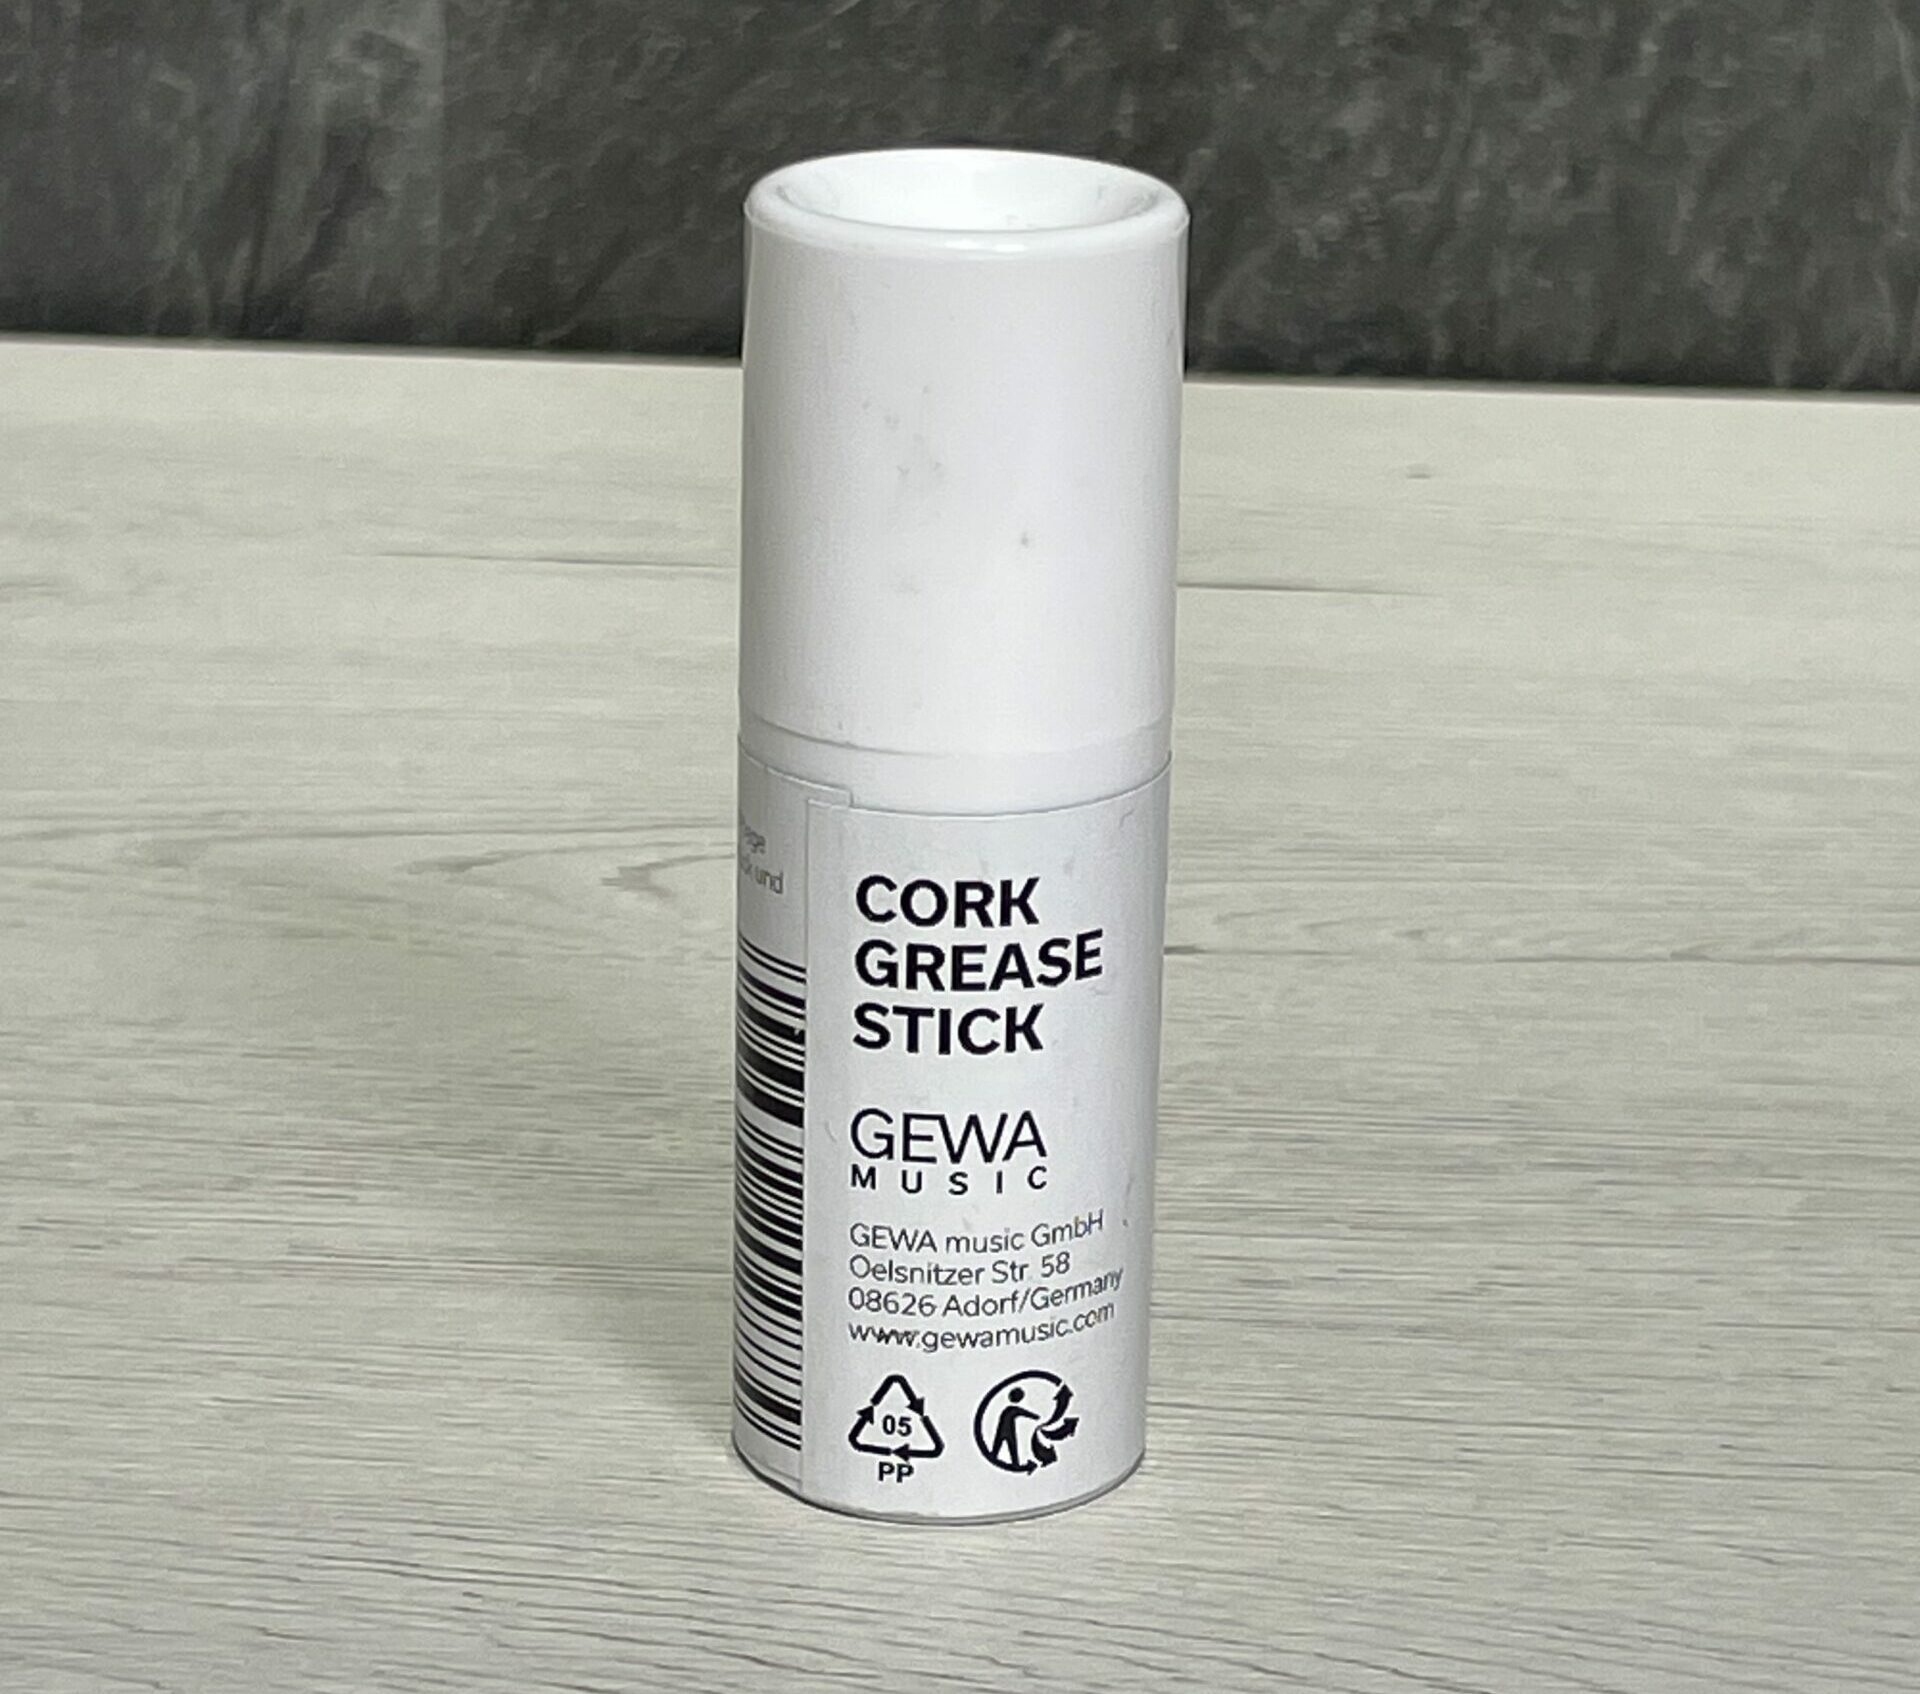 und
CORK
GREASE
STICK
GEWA
MUSIC
GEWA music GmbH
Oelsnitzer Str. 58
08626 Adorf/Germany
www.gewamusic.com
05
PP